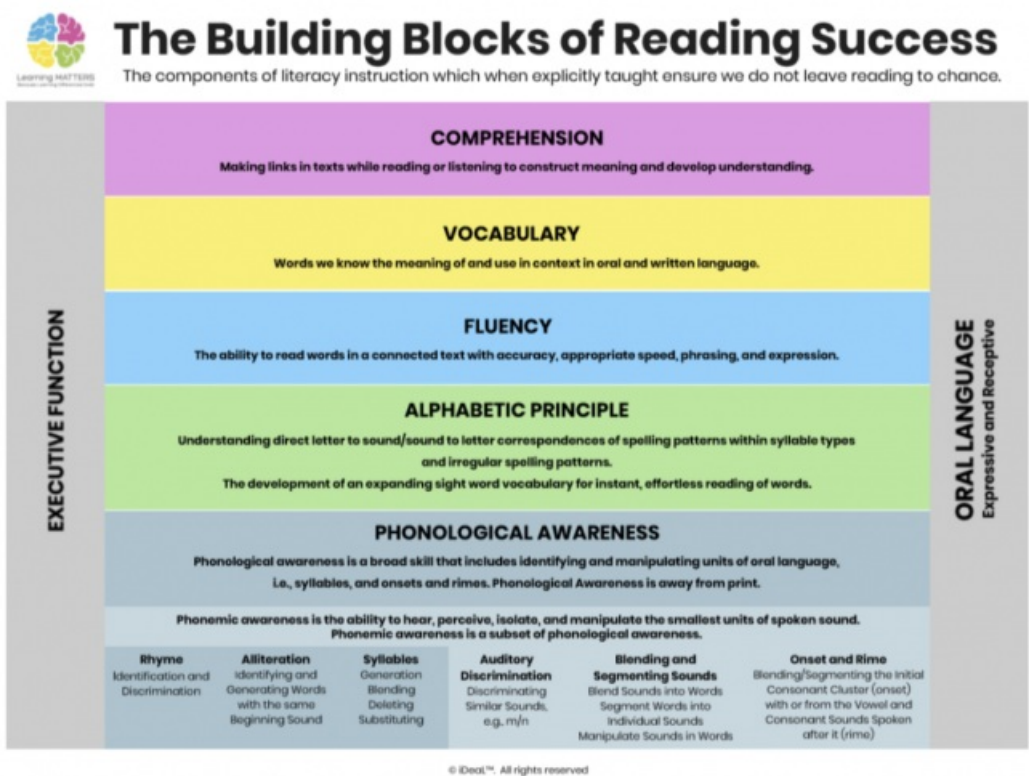 Learning MATTERS
The Building Blocks of Reading Success
The components of literacy instruction which when explicitly taught ensure we do not leave reading to chance.
EXECUTIVE FUNCTION
COMPREHENSION
Making links in texts while reading or listening to construct meaning and develop understanding.
VOCABULARY
Words we know the meaning of and use in context in oral and written language.
FLUENCY
The ability to read words in a connected text with accuracy, appropriate speed, phrasing, and expression.
ALPHABETIC PRINCIPLE
Understanding direct letter to sound/sound to letter correspondences of spelling patterns within syllable types
and irregular spelling patterns.
The development of an expanding sight word vocabulary for instant, effortless reading of words.
PHONOLOGICAL AWARENESS
Phonological awareness is a broad skill that includes identifying and manipulating units of oral language,
i.e., syllables, and onsets and rimes. Phonological Awareness is away from print.
Phonemic awareness is the ability to hear, perceive, isolate, and manipulate the smallest units of spoken sound.
Phonemic awareness is a subset of phonological awareness.
Rhyme
Identification and
Discrimination
Alliteration
Identifying and
Generating Words
with the same
Beginning Sound
Syllables
Generation
Blending
Deleting
Substituting
Auditory
Discrimination
Discriminating
Similar Sounds,
e.g., m/n
Blending and
Segmenting Sounds
Blend Sounds into Words
Segment Words into
Individual Sounds
Manipulate Sounds in Words
Onset and Rime
Blending/Segmenting the Initial
Consonant Cluster (onset)
with or from the Vowel and
Consonant Sounds Spoken
after it (rime)
ORAL LANGUAGE
Expressive and Receptive
© iDeaL™. All rights reserved